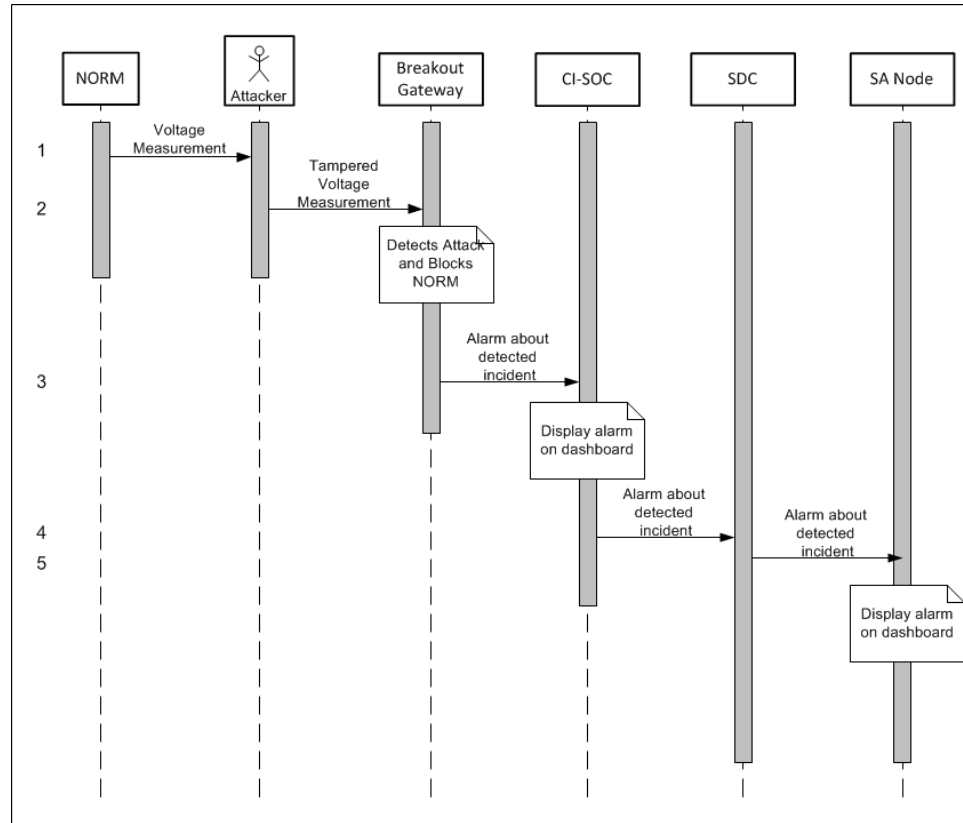 NORM
Attacker
Breakout
Gateway
CI-SOC
SDC
SA Node
1
Voltage
Measurement
2
Tampered
Voltage
Measurement
Detects Attack
and Blocks
NORM
3
Alarm about
detected
incident
Display alarm
on dashboard
4
Alarm about
detected
incident
5
Alarm about
detected
incident
Display alarm
on dashboard